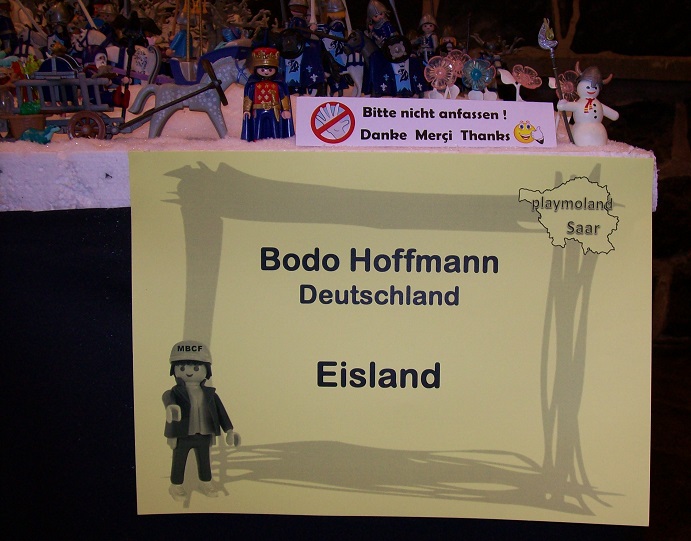 Bitte nicht anfassen !
Danke Merçi Thanks
playmoland
Saar
Bodo Hoffmann
Deutschland
Eisland
MBCF